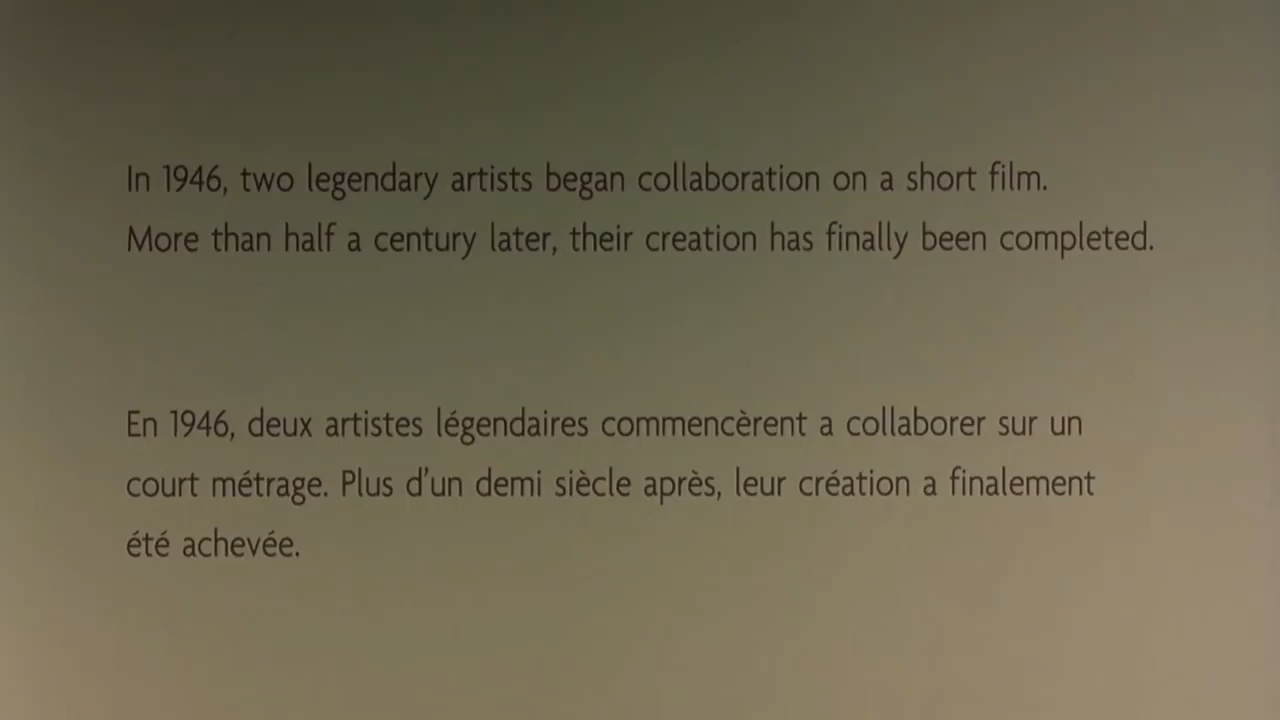 In 1946, two legendary artists began collaboration on a short film.
More than half a century later, their creation has finally been completed.
En 1946, deux artistes légendaires commencèrent a collaborer sur un
court métrage. Plus d'un demi siècle après, leur création a finalement
été achevée.